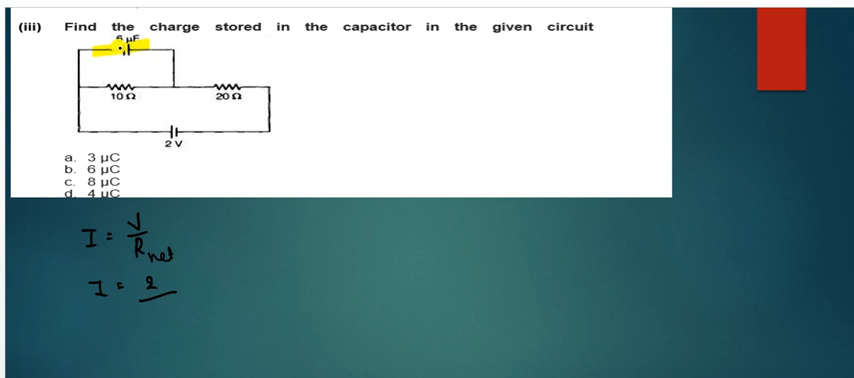 (iii) Find the charge stored in the capacitor in the given circuit
6 µF
10 Ω 20 Ω
2 V
a. 3 µC
b. 6 µC
c. 8 µC
d. 4 µC
I = V / R net
I = 2